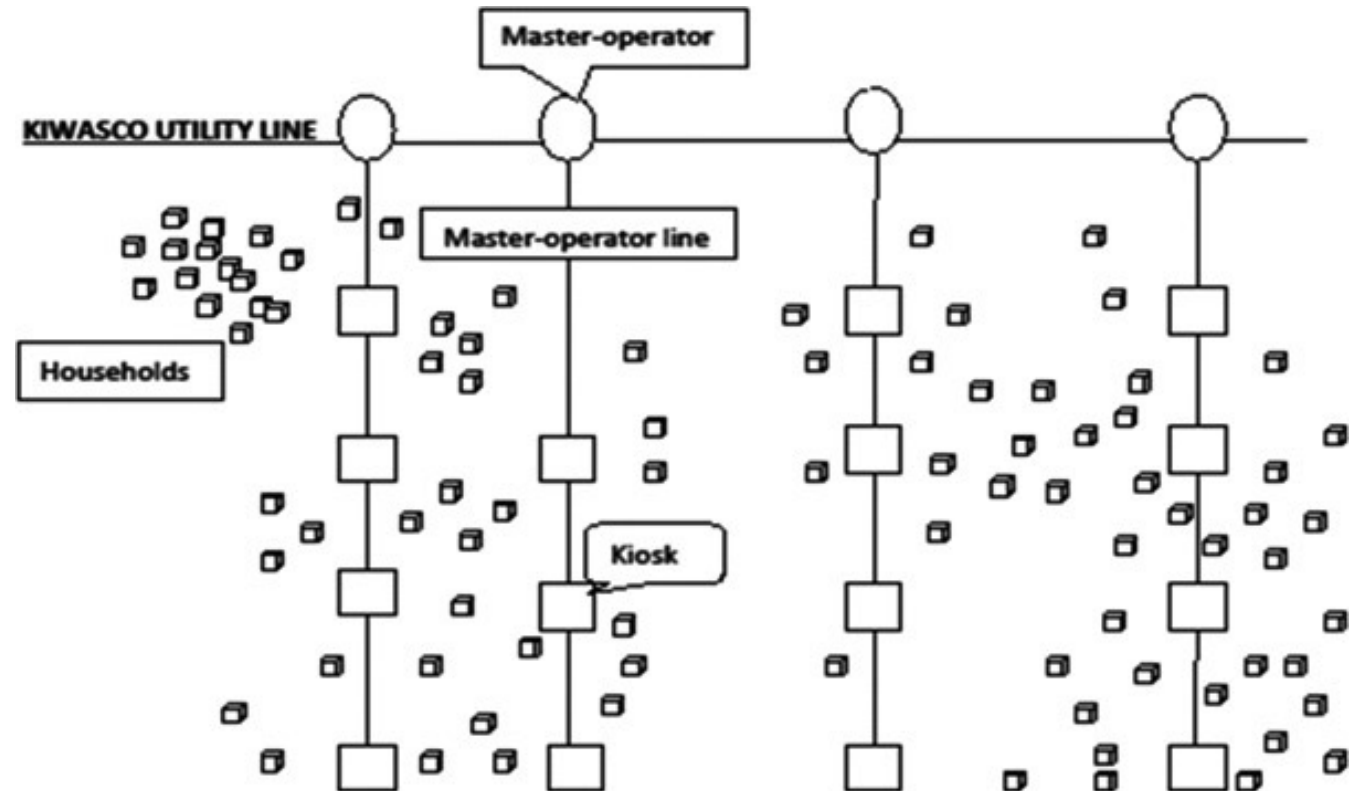 Master-operator
KIWASCO UTILITY LINE
Master-operator line
Households
Kiosk